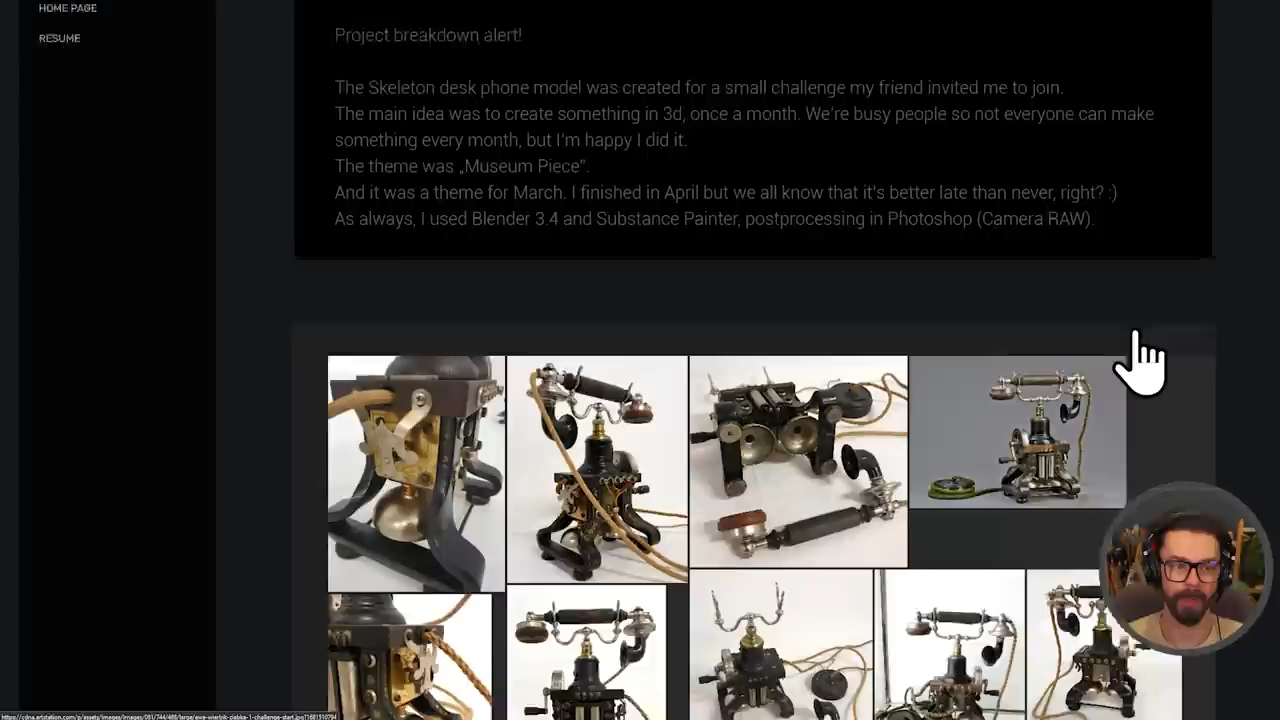 HOME PAGE
RESUME
Project breakdown alert!
The Skeleton desk phone model was created for a small challenge my friend invited me to join.
The main idea was to create something in 3d, once a month. We're busy people so not everyone can make
something every month, but I'm happy I did it.
The theme was „Museum Piece”.
And it was a theme for March. I finished in April but we all know that it's better late than never, right? :)
As always, I used Blender 3.4 and Substance Painter, postprocessing in Photoshop (Camera RAW).